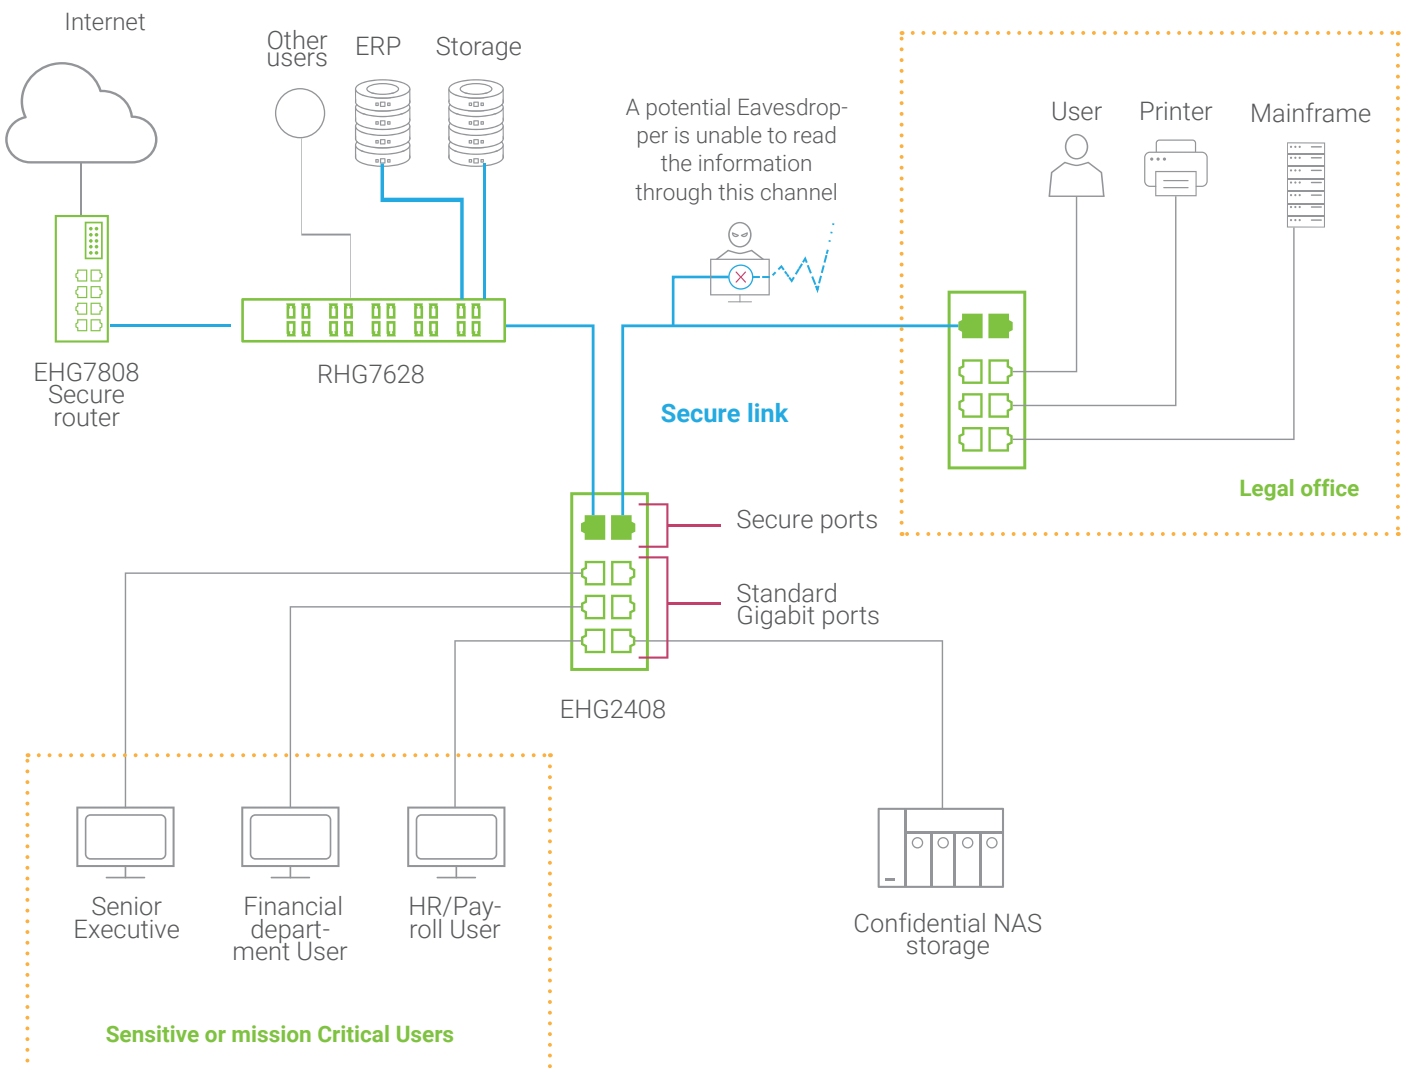 Internet
Other
users
ERP
Storage
A potential Eavesdrop-
per is unable to read
the information
through this channel
User
Printer
Mainframe
EHG7808
Secure
router
RHG7628
Secure link
Legal office
Secure ports
Standard
Gigabit ports
EHG2408
Senior
Executive
Financial
depart-
ment User
HR/Pay-
roll User
Confidential NAS
storage
Sensitive or mission Critical Users